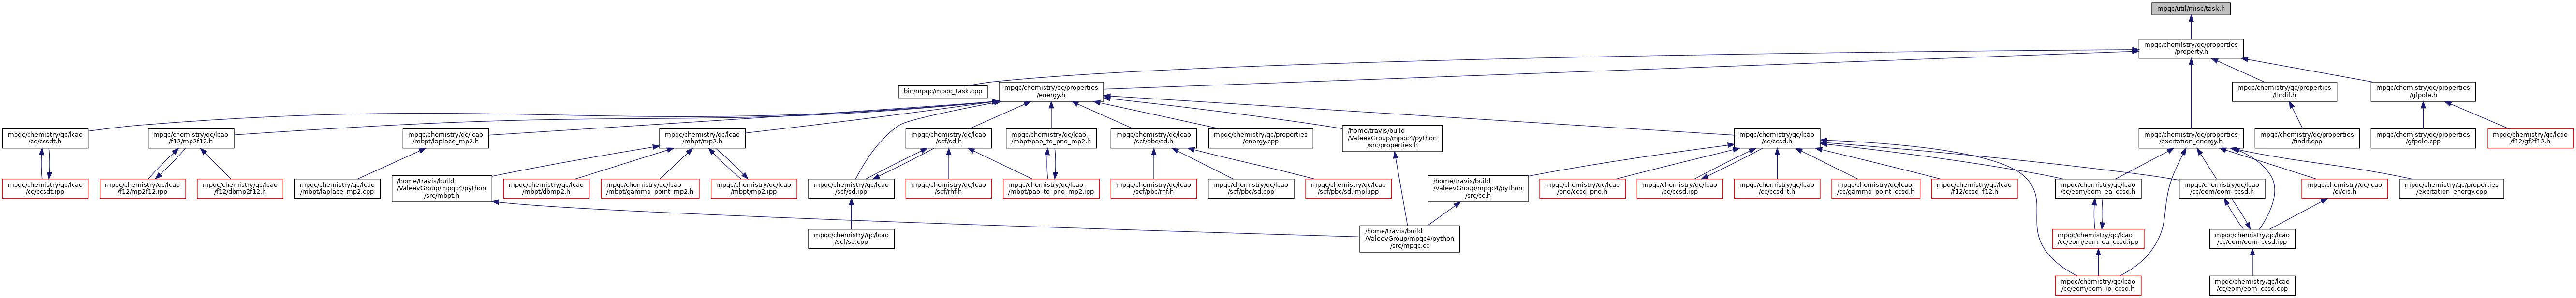 mpqc/util/misc/task.h
mpqc/chemistry/qc/properties
/property.h
bin/mpqc/mpqc_task.cpp
mpqc/chemistry/qc/properties
/energy.h
mpqc/chemistry/qc/properties
/findif.h
mpqc/chemistry/qc/properties
/gfpole.h
mpqc/chemistry/qc/lcao
/cc/ccsdt.h
mpqc/chemistry/qc/lcao
/f12/mp2f12.h
mpqc/chemistry/qc/lcao
/mbpt/laplace_mp2.h
mpqc/chemistry/qc/lcao
/mbpt/mp2.h
mpqc/chemistry/qc/lcao
/scf/sd.h
mpqc/chemistry/qc/lcao
/mbpt/pao_to_pno_mp2.h
mpqc/chemistry/qc/lcao
/scf/pbc/sd.h
mpqc/chemistry/qc/properties
/energy.cpp
/home/travis/build
/ValeevGroup/mpqc4/python
/src/properties.h
mpqc/chemistry/qc/lcao
/cc/ccsd.h
mpqc/chemistry/qc/properties
/excitation_energy.h
mpqc/chemistry/qc/properties
/findif.cpp
mpqc/chemistry/qc/properties
/gfpole.cpp
mpqc/chemistry/qc/lcao
/f12/gf2f12.h
mpqc/chemistry/qc/lcao
/cc/ccsdt.ipp
mpqc/chemistry/qc/lcao
/f12/mp2f12.ipp
mpqc/chemistry/qc/lcao
/f12/dbmp2f12.h
mpqc/chemistry/qc/lcao
/mbpt/laplace_mp2.cpp
/home/travis/build
/ValeevGroup/mpqc4/python
/src/mbpt.h
mpqc/chemistry/qc/lcao
/mbpt/dbmp2.h
mpqc/chemistry/qc/lcao
/mbpt/gamma_point_mp2.h
mpqc/chemistry/qc/lcao
/mbpt/mp2.ipp
mpqc/chemistry/qc/lcao
/scf/sd.ipp
mpqc/chemistry/qc/lcao
/scf/rhf.h
mpqc/chemistry/qc/lcao
/mbpt/pao_to_pno_mp2.ipp
mpqc/chemistry/qc/lcao
/scf/pbc/rhf.h
mpqc/chemistry/qc/lcao
/scf/pbc/sd.cpp
mpqc/chemistry/qc/lcao
/scf/pbc/sd.impl.ipp
/home/travis/build
/ValeevGroup/mpqc4/python
/src/cc.h
mpqc/chemistry/qc/lcao
/pno/ccsd_pno.h
mpqc/chemistry/qc/lcao
/cc/ccsd.ipp
mpqc/chemistry/qc/lcao
/cc/ccsd_t.h
mpqc/chemistry/qc/lcao
/cc/gamma_point_ccsd.h
mpqc/chemistry/qc/lcao
/f12/ccsd_f12.h
mpqc/chemistry/qc/lcao
/cc/eom/eom_ea_ccsd.h
mpqc/chemistry/qc/lcao
/cc/eom/eom_ccsd.h
mpqc/chemistry/qc/lcao
/ci/cis.h
mpqc/chemistry/qc/properties
/excitation_energy.cpp
mpqc/chemistry/qc/lcao
/scf/sd.cpp
/home/travis/build
/ValeevGroup/mpqc4/python
/src/mpqc.cc
mpqc/chemistry/qc/lcao
/cc/eom/eom_ea_ccsd.ipp
mpqc/chemistry/qc/lcao
/cc/eom/eom_ccsd.ipp
mpqc/chemistry/qc/lcao
/cc/eom/eom_ip_ccsd.h
mpqc/chemistry/qc/lcao
/cc/eom/eom_ccsd.cpp